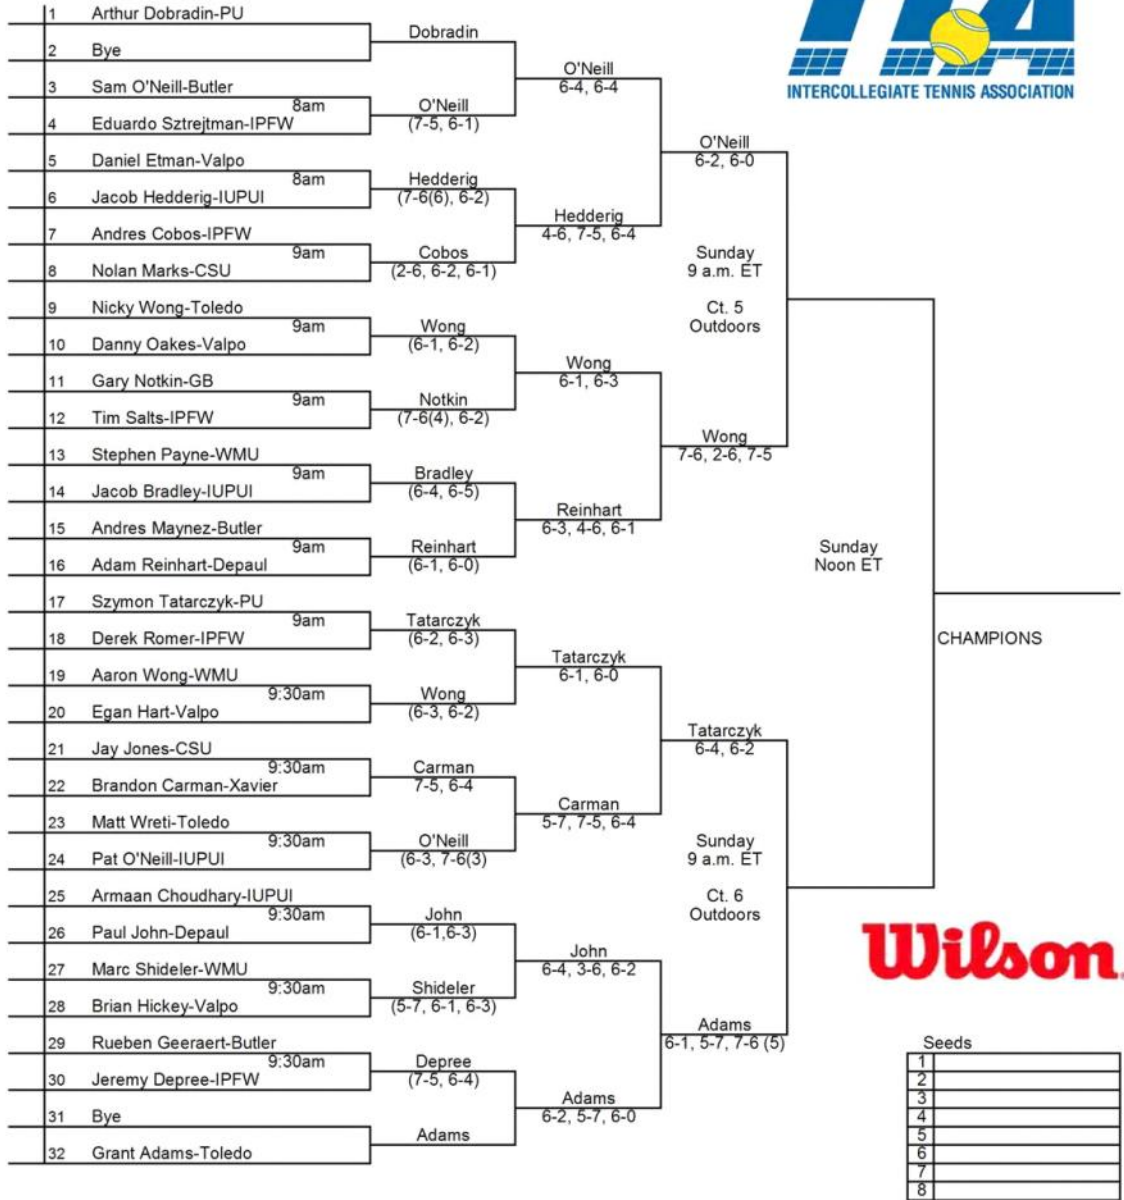 ITA
INTERCOLLEGIATE TENNIS ASSOCIATION
1 Arthur Dobradin-PU
2 Bye
3 Sam O'Neill-Butler
8am
4 Eduardo Sztrejtman-IPFW
5 Daniel Etman-Valpo
8am
6 Jacob Hedderig-IUPUI
7 Andres Cobos-IPFW
9am
8 Nolan Marks-CSU
9 Nicky Wong-Toledo
9am
10 Danny Oakes-Valpo
11 Gary Notkin-GB
9am
12 Tim Salts-IPFW
13 Stephen Payne-WMU
9am
14 Jacob Bradley-IUPUI
15 Andres Maynez-Butler
9am
16 Adam Reinhart-Depaul
17 Szymon Tatarczyk-PU
9am
18 Derek Romer-IPFW
19 Aaron Wong-WMU
9:30am
20 Egan Hart-Valpo
21 Jay Jones-CSU
9:30am
22 Brandon Carman-Xavier
23 Matt Wreti-Toledo
9:30am
24 Pat O'Neill-IUPUI
25 Armaan Choudhary-IUPUI
9:30am
26 Paul John-Depaul
27 Marc Shideler-WMU
9:30am
28 Brian Hickey-Valpo
29 Rueben Geeraert-Butler
9:30am
30 Jeremy Depree-IPFW
31 Bye
32 Grant Adams-Toledo
Dobradin
O'Neill
(7-5, 6-1)
Hedderig
(7-6(6), 6-2)
Cobos
(2-6, 6-2, 6-1)
Wong
(6-1, 6-2)
Notkin
(7-6(4), 6-2)
Bradley
(6-4, 6-5)
Reinhart
(6-1, 6-0)
Tatarczyk
(6-2, 6-3)
Wong
(6-3, 6-2)
Carman
7-5, 6-4
O'Neill
(6-3, 7-6(3)
John
(6-1,6-3)
Shideler
(5-7, 6-1, 6-3)
Depree
(7-5, 6-4)
Adams
O'Neill
6-4, 6-4
Hedderig
4-6, 7-5, 6-4
Wong
6-1, 6-3
Reinhart
6-3, 4-6, 6-1
Tatarczyk
6-1, 6-0
Carman
5-7, 7-5, 6-4
John
6-4, 3-6, 6-2
Adams
6-2, 5-7, 6-0
O'Neill
6-2, 6-0
Sunday
9 a.m. ET
Ct. 5
Outdoors
Wong
7-6, 2-6, 7-5
Tatarczyk
6-4, 6-2
Sunday
9 a.m. ET
Ct. 6
Outdoors
Adams
6-1, 5-7, 7-6 (5)
Sunday
Noon ET
CHAMPIONS
Wilson
Seeds
1
2
3
4
5
6
7
8